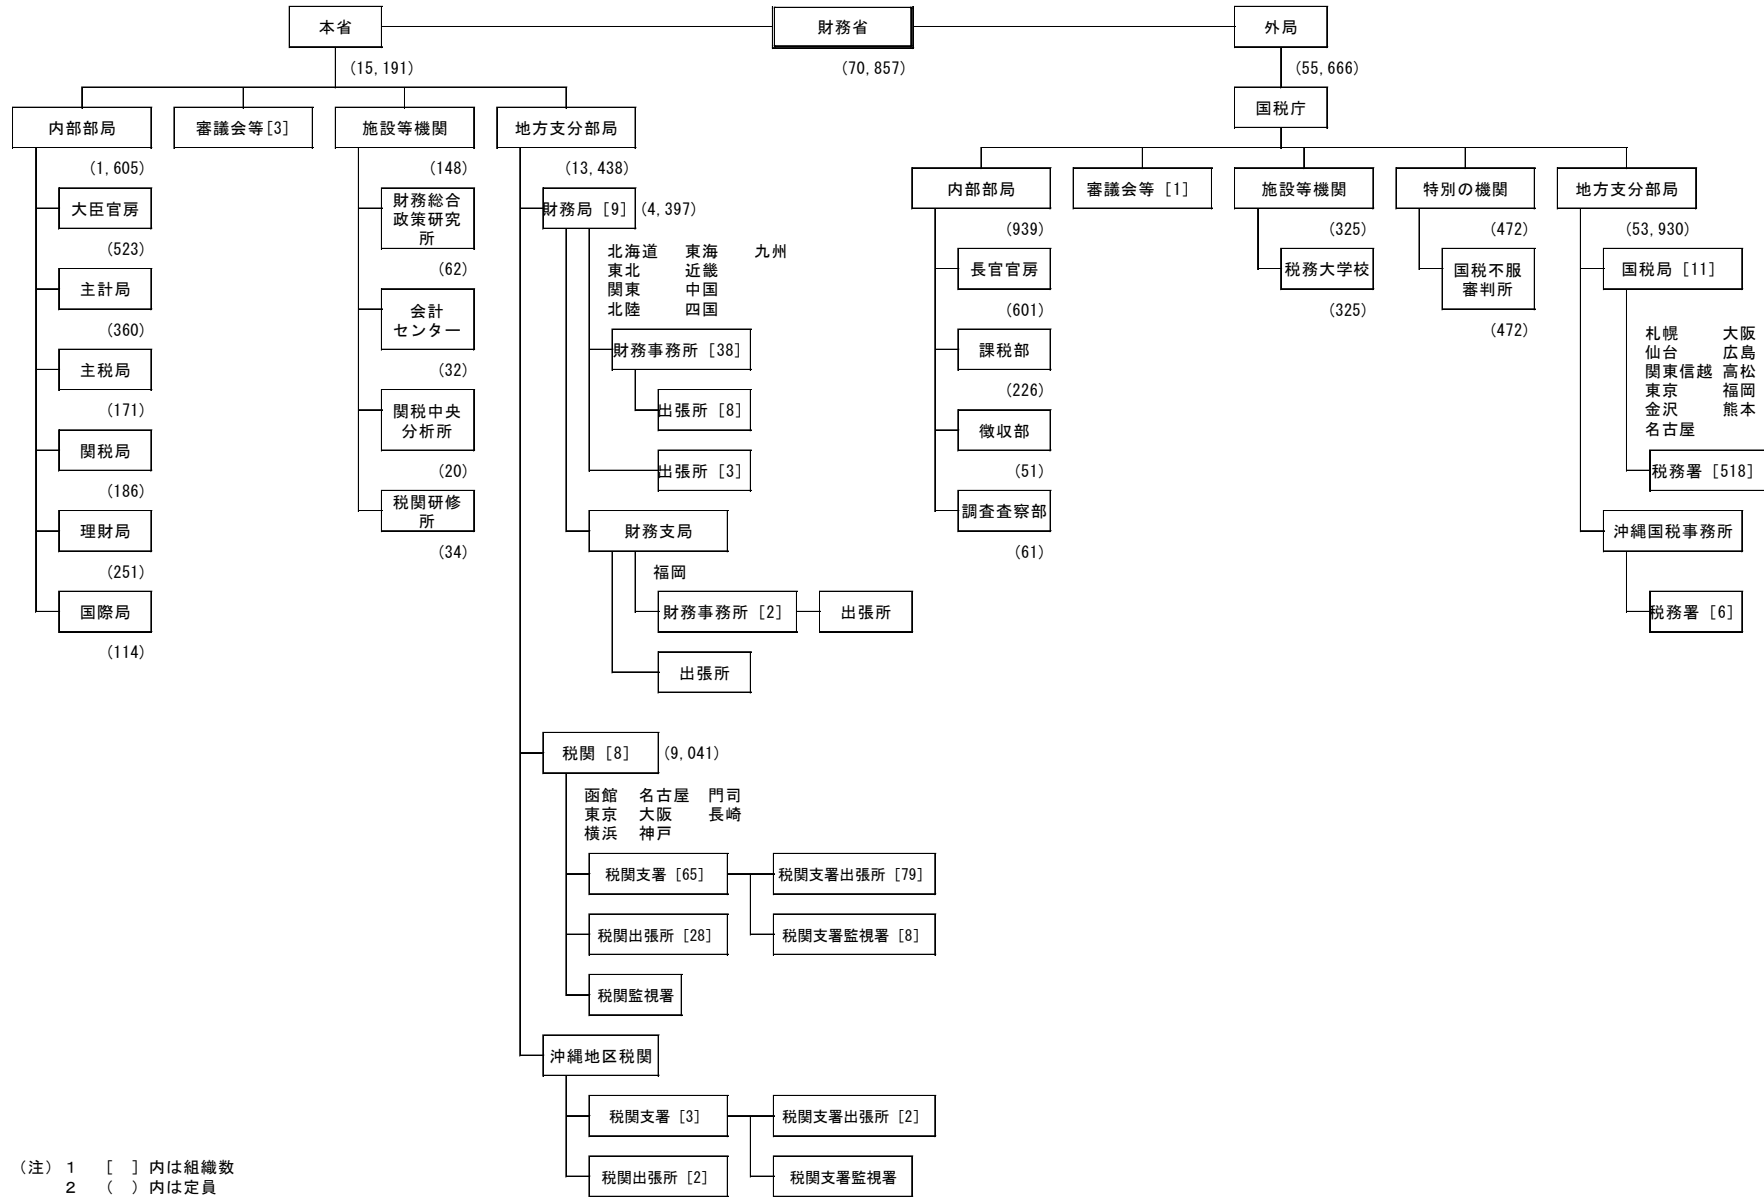 本省
財務省
外局
(15,191)
(70,857)
(55,666)
国税庁
内部部局
審議会等[3]
施設等機関
地方支分部局
(1,605)
(148)
(13,438)
大臣官房
(523)
主計局
(360)
主税局
(171)
関税局
(186)
理財局
(251)
国際局
(114)
財務総合
政策研究
所
(62)
会計
センター
(32)
関税中央
分析所
(20)
税関研修
所
(34)
財務局 [9] (4,397)
北海道 東海 九州
東北 近畿
関東 中国
北陸 四国
財務事務所 [38]
出張所 [8]
出張所 [3]
財務支局
福岡
財務事務所 [2] 出張所
出張所
税関 [8] (9,041)
函館 名古屋 門司
東京 大阪 長崎
横浜 神戸
税関支署 [65] 税関支署出張所 [79]
税関出張所 [28] 税関支署監視署 [8]
税関監視署
沖縄地区税関
税関支署 [3] 税関支署出張所 [2]
税関出張所 [2] 税関支署監視署
内部部局
審議会等 [1]
施設等機関
特別の機関
地方支分部局
(939)
(325)
(472)
(53,930)
長官官房
(601)
課税部
(226)
徴収部
(51)
調査査察部
(61)
税務大学校
(325)
国税不服
審判所
(472)
国税局 [11]
札幌 大阪
仙台 広島
関東信越 高松
東京 福岡
金沢 熊本
名古屋
税務署 [518]
沖縄国税事務所
税務署 [6]
(注) 1 [ ] 内は組織数
2 ( ) 内は定員